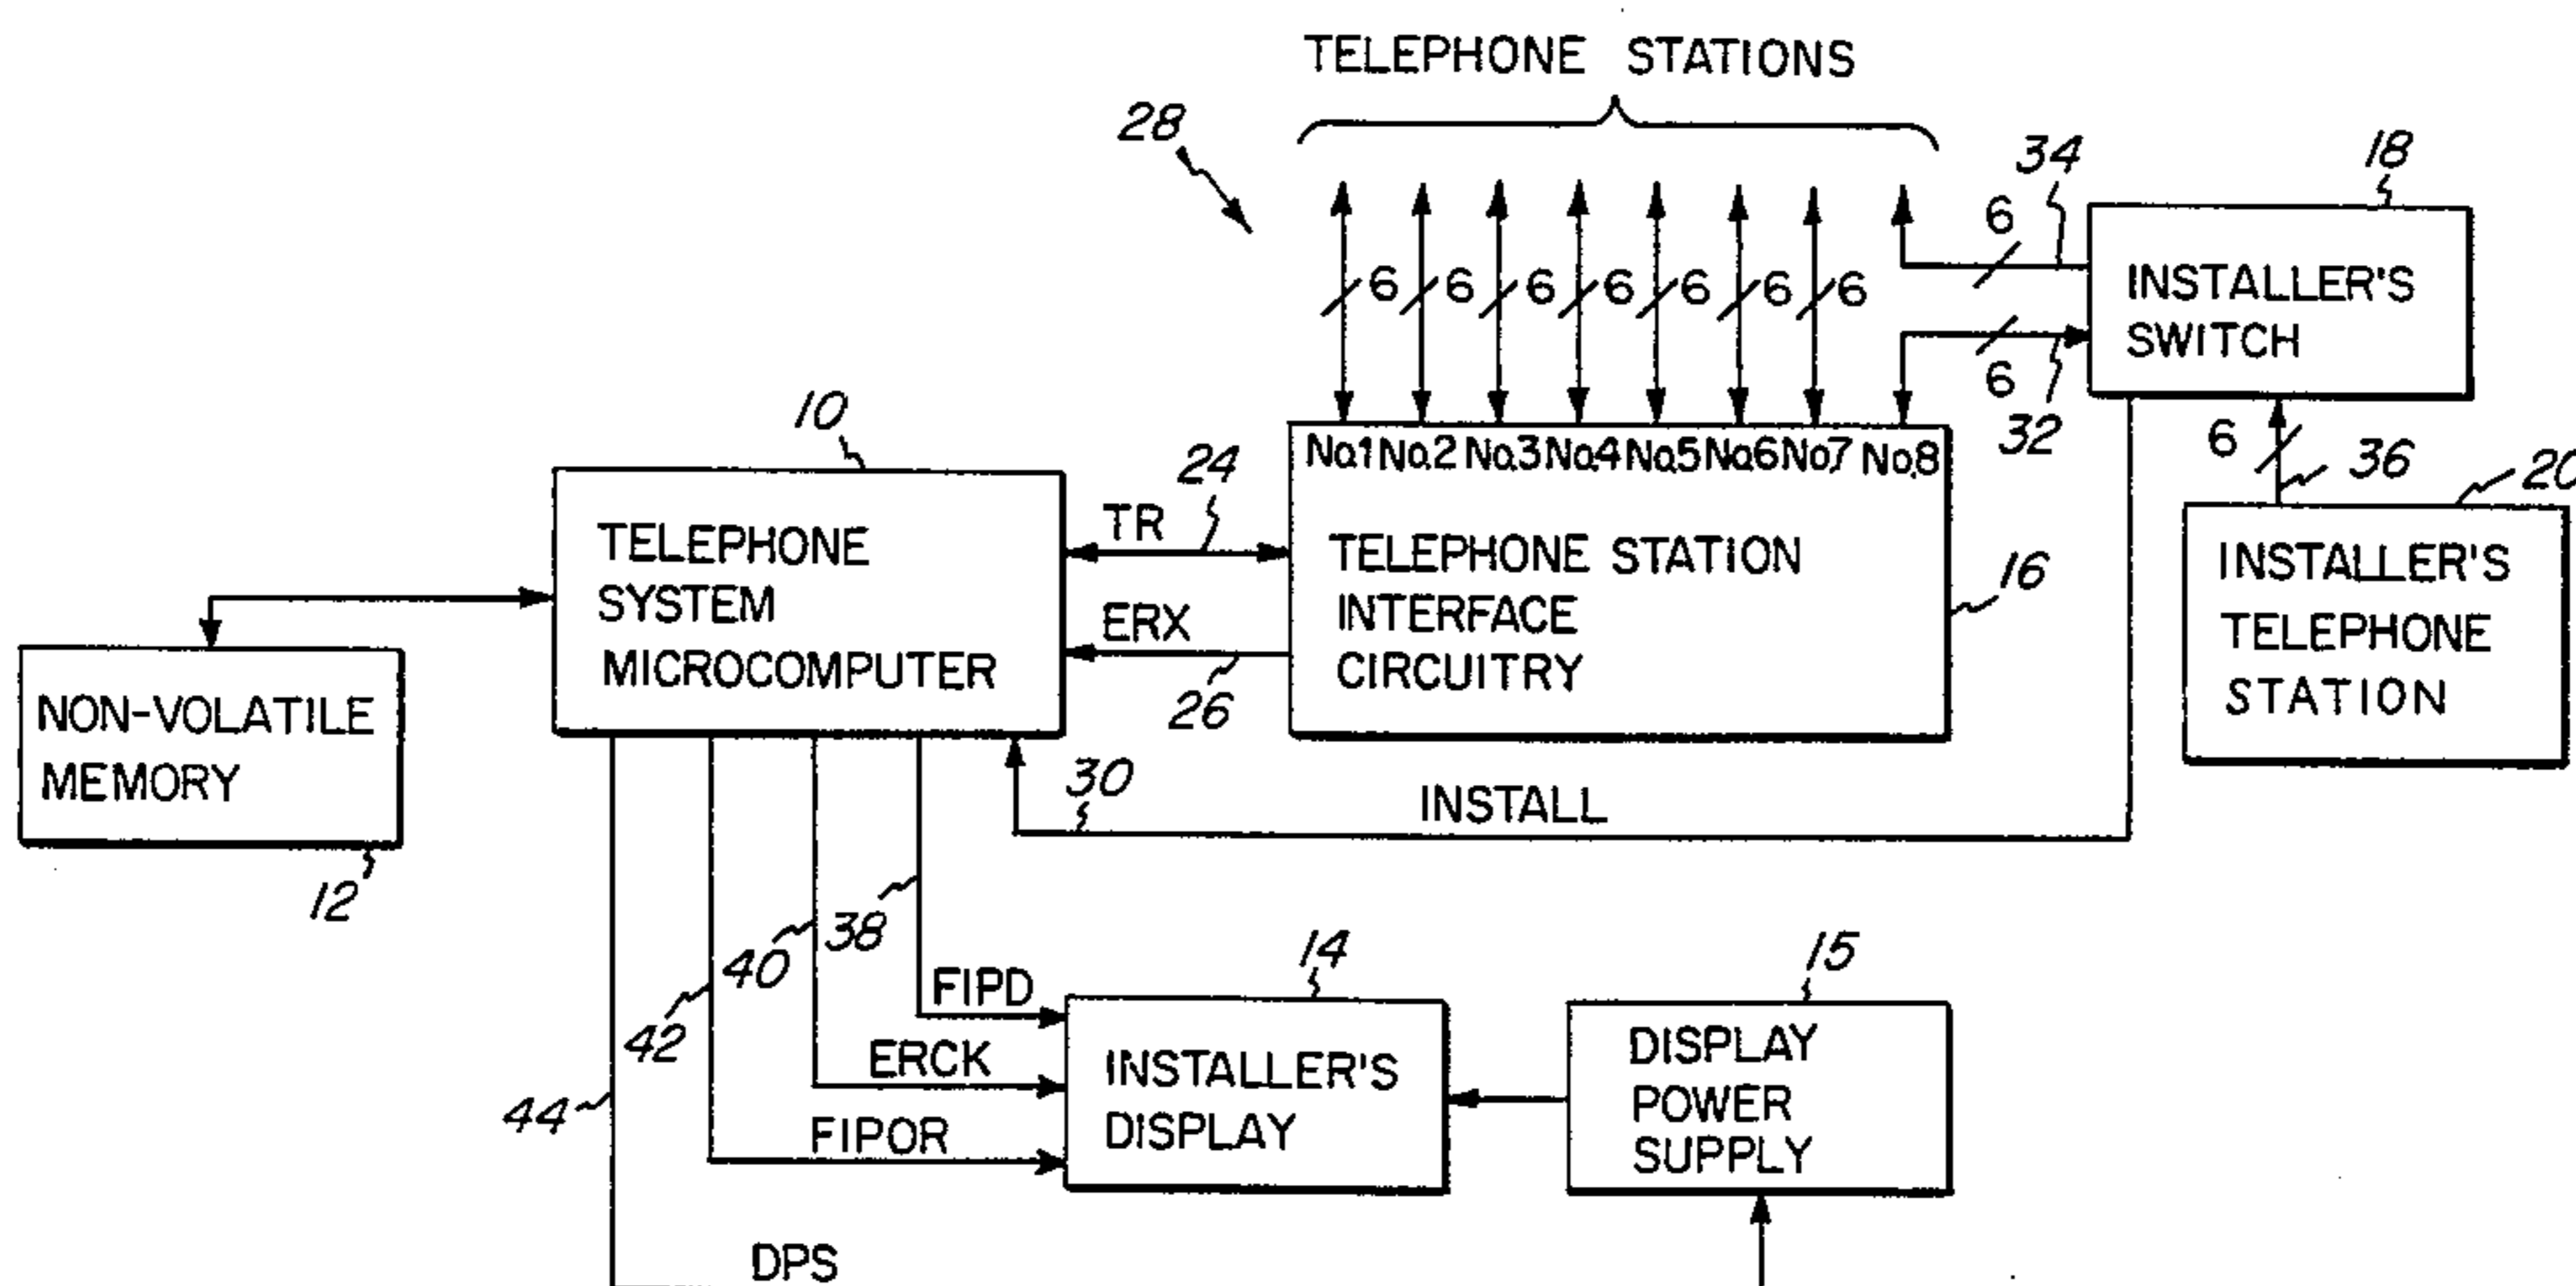 TELEPHONE STATIONS
28
34
18
6
6 6 6 6 6 6 6
INSTALLER'S
SWITCH
6
32
10
No.1 No.2 No.3 No.4 No.5 No.6 No.7 No.8
6
36
20
24
TR
TELEPHONE
SYSTEM
MICROCOMPUTER
TELEPHONE STATION
INTERFACE
CIRCUITRY
16
INSTALLER'S
TELEPHONE
STATION
ERX
26
NON-VOLATILE
MEMORY
12
30
INSTALL
38
40
42
44
FIPD
ERCK
FIPOR
14
15
INSTALLER'S
DISPLAY
DISPLAY
POWER
SUPPLY
DPS